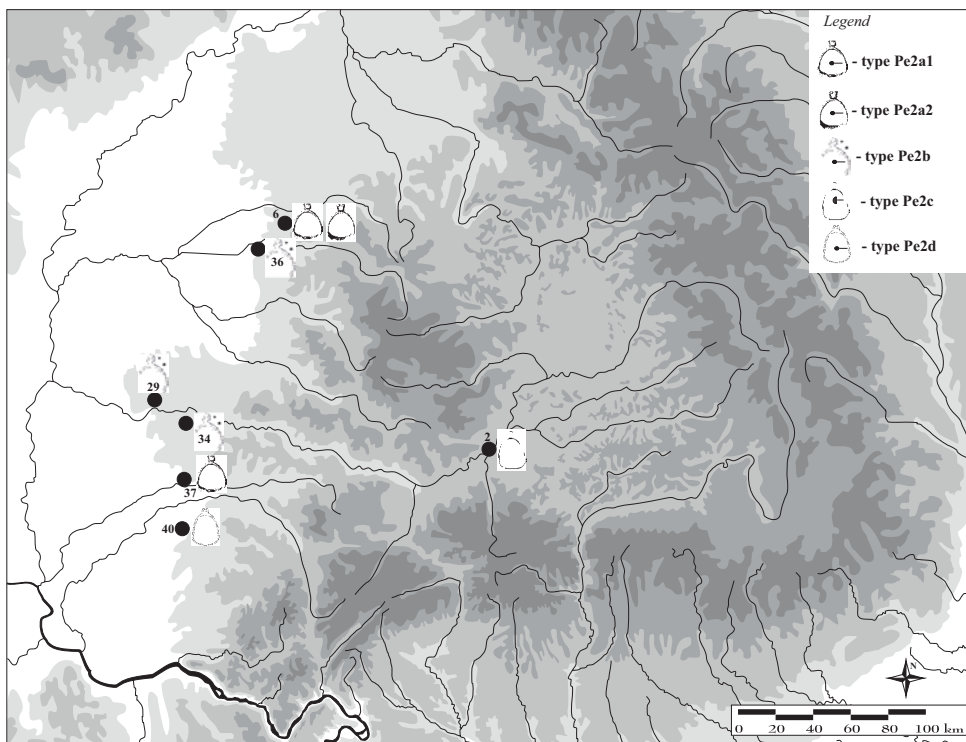 Legend
- type Pe2a1
- type Pe2a2
- type Pe2b
- type Pe2c
- type Pe2d
6
36
29
34
2
37
40
N
0 20 40 60 80 100 km